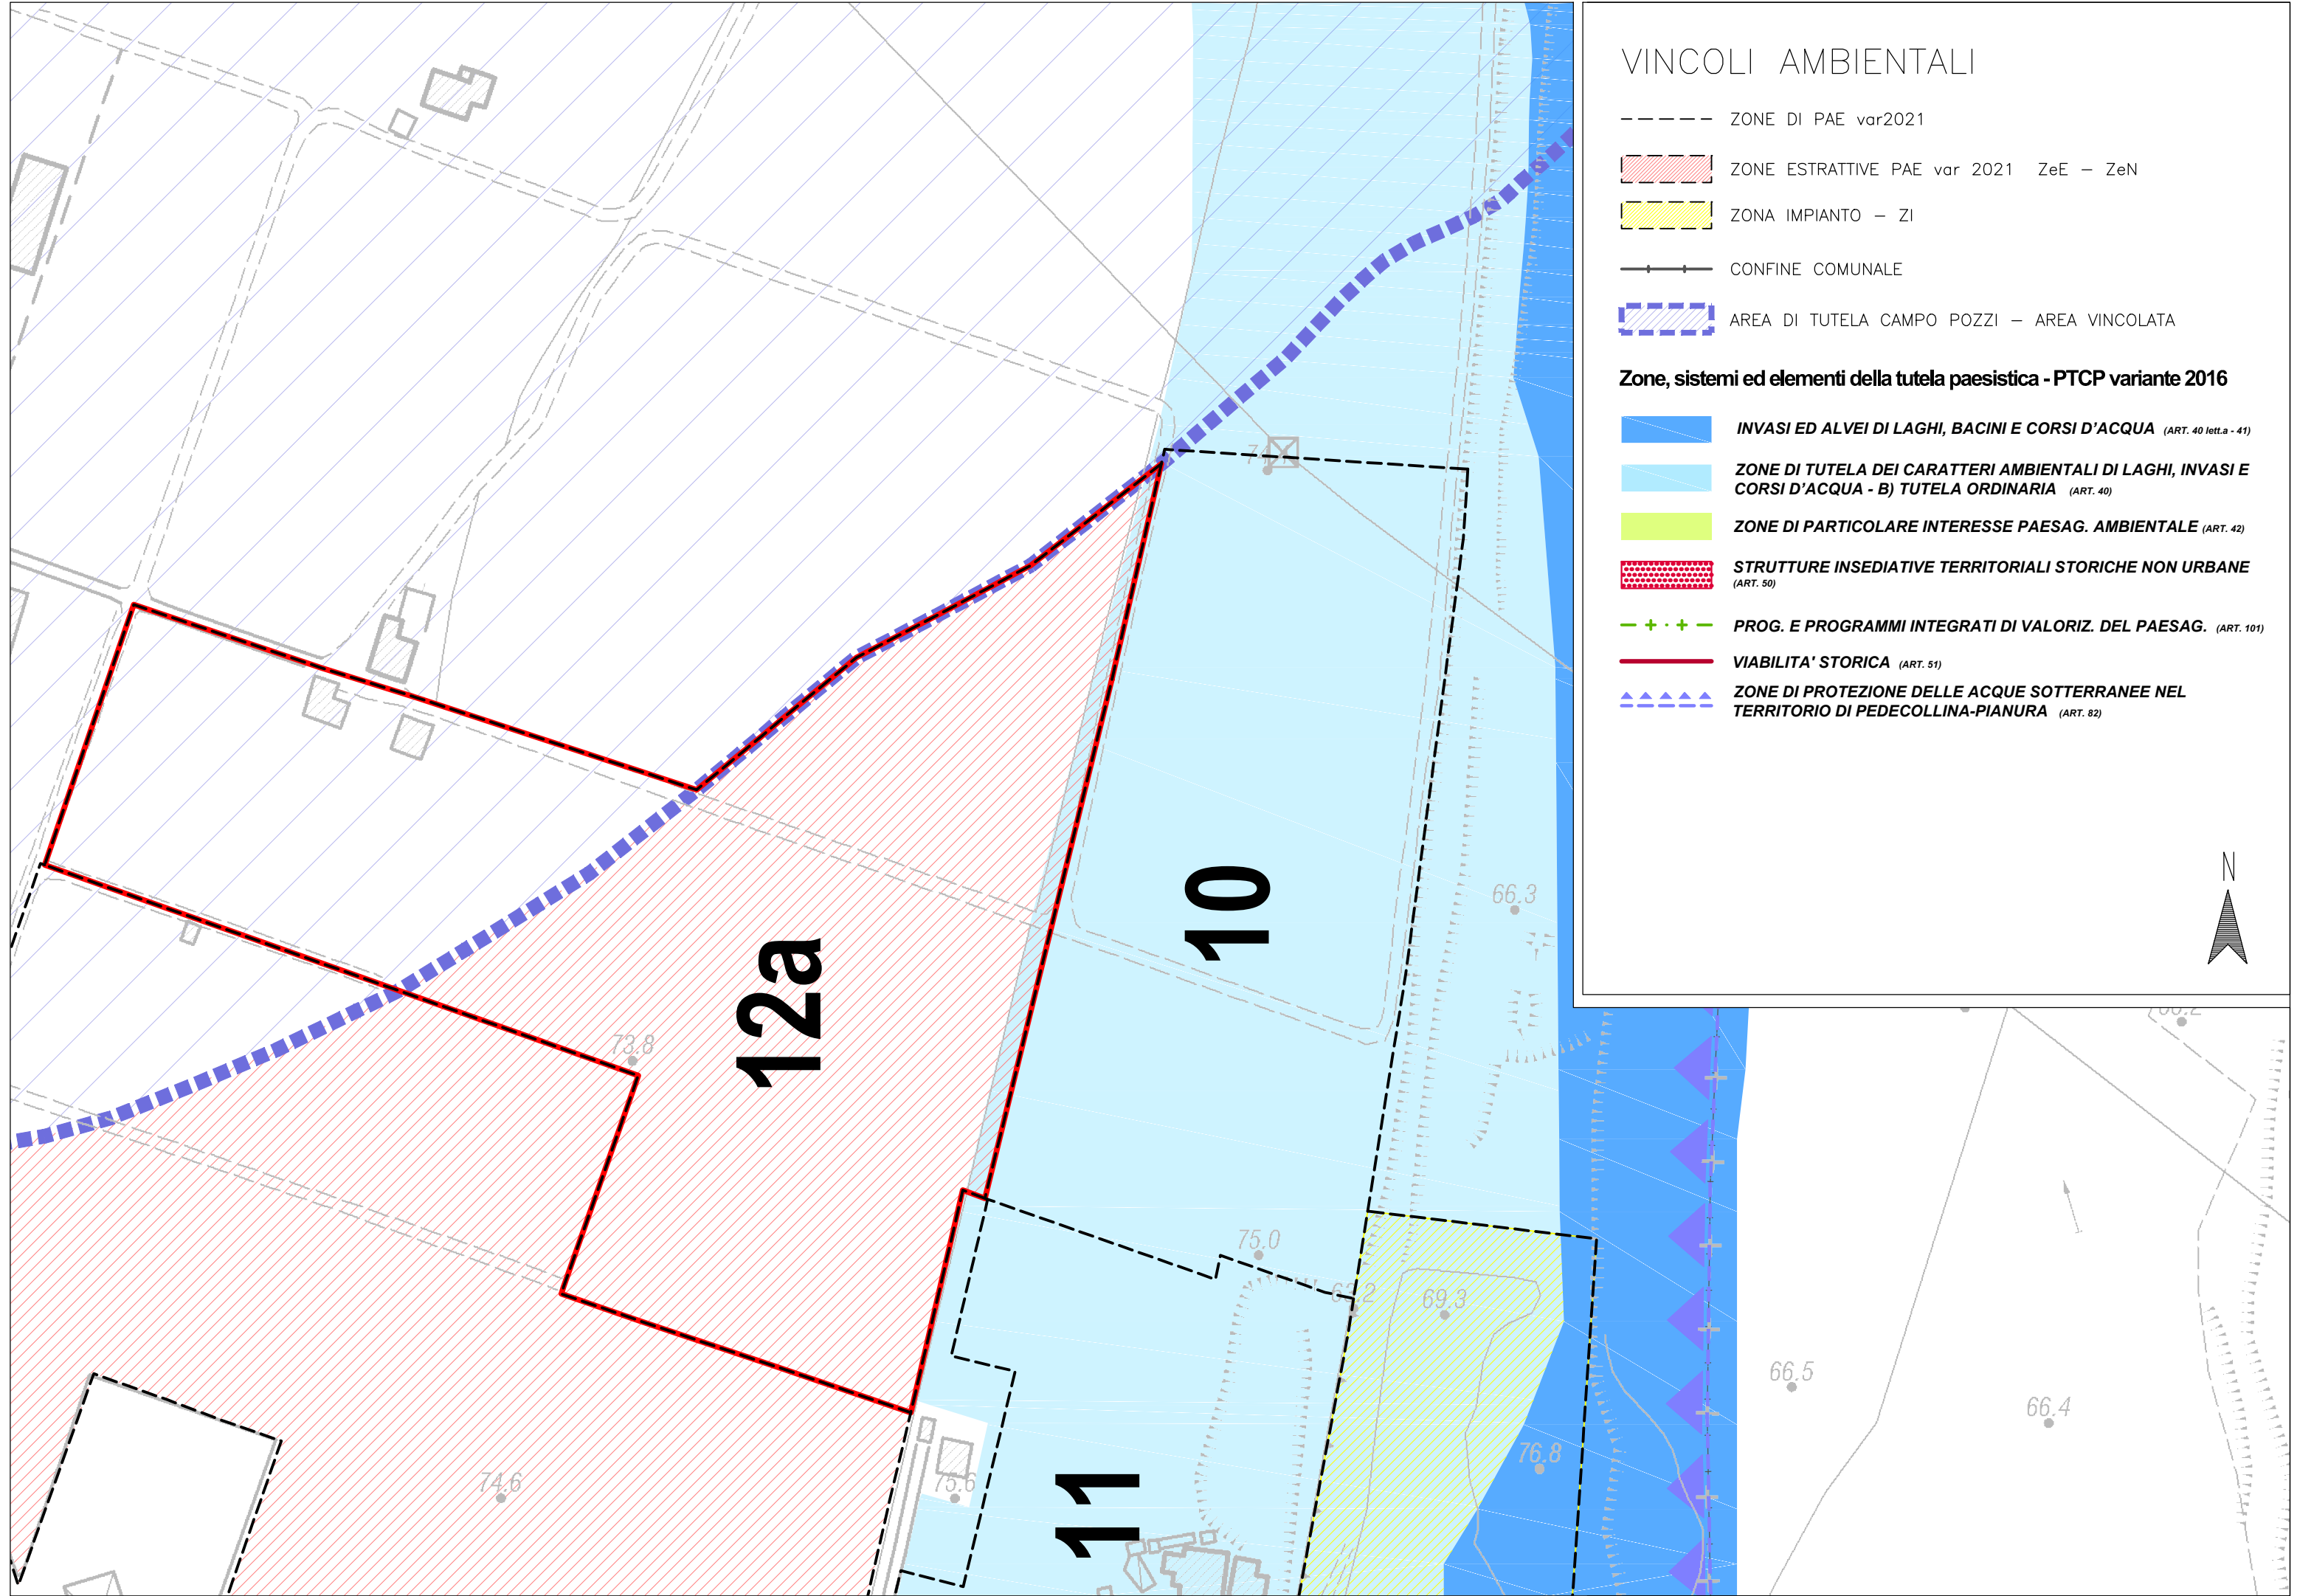 VINCOLI AMBIENTALI
ZONE DI PAE var2021
ZONE ESTRATTIVE PAE var 2021 ZeE – ZeN
ZONA IMPIANTO – ZI
CONFINE COMUNALE
AREA DI TUTELA CAMPO POZZI – AREA VINCOLATA
Zone, sistemi ed elementi della tutela paesistica - PTCP variante 2016
INVASI ED ALVEI DI LAGHI, BACINI E CORSI D'ACQUA (ART. 40 lett.a - 41)
ZONE DI TUTELA DEI CARATTERI AMBIENTALI DI LAGHI, INVASI E
CORSI D'ACQUA - B) TUTELA ORDINARIA (ART. 40)
ZONE DI PARTICOLARE INTERESSE PAESAG. AMBIENTALE (ART. 42)
STRUTTURE INSEDIATIVE TERRITORIALI STORICHE NON URBANE
(ART. 50)
PROG. E PROGRAMMI INTEGRATI DI VALORIZ. DEL PAESAG. (ART. 101)
VIABILITA' STORICA (ART. 51)
ZONE DI PROTEZIONE DELLE ACQUE SOTTERRANEE NEL
TERRITORIO DI PEDECOLLINA-PIANURA (ART. 82)
N
10
66.3
12a
73.8
75.0
69.3
66.5
66.4
76.8
74.6
75.6
11